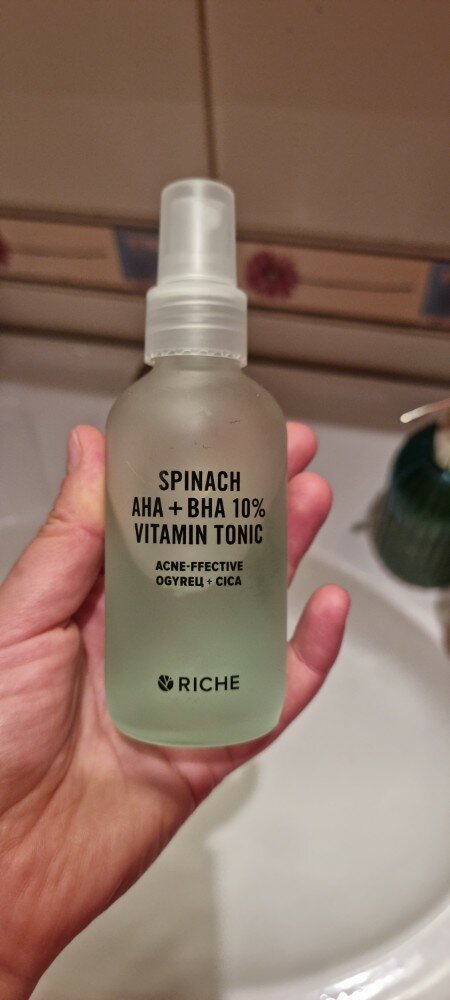 SPINACH
AHA + BHA 10%
VITAMIN TONIC
ACNE-FFECTIVE
OGYREЦ + CICA
RICHE